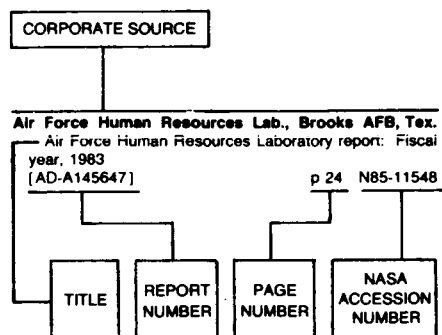 CORPORATE SOURCE
Air Force Human Resources Lab., Brooks AFB, Tex.
Air Force Human Resources Laboratory report: Fiscal
year, 1983
[AD-A145647] p 24 N85-11548
TITLE
REPORT
NUMBER
PAGE
NUMBER
NASA
ACCESSION
NUMBER